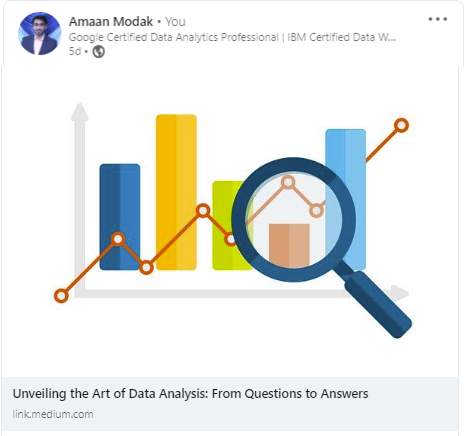 Amaan Modak • You
Google Certified Data Analytics Professional | IBM Certified Data W...
5d •
Unveiling the Art of Data Analysis: From Questions to Answers
link.medium.com